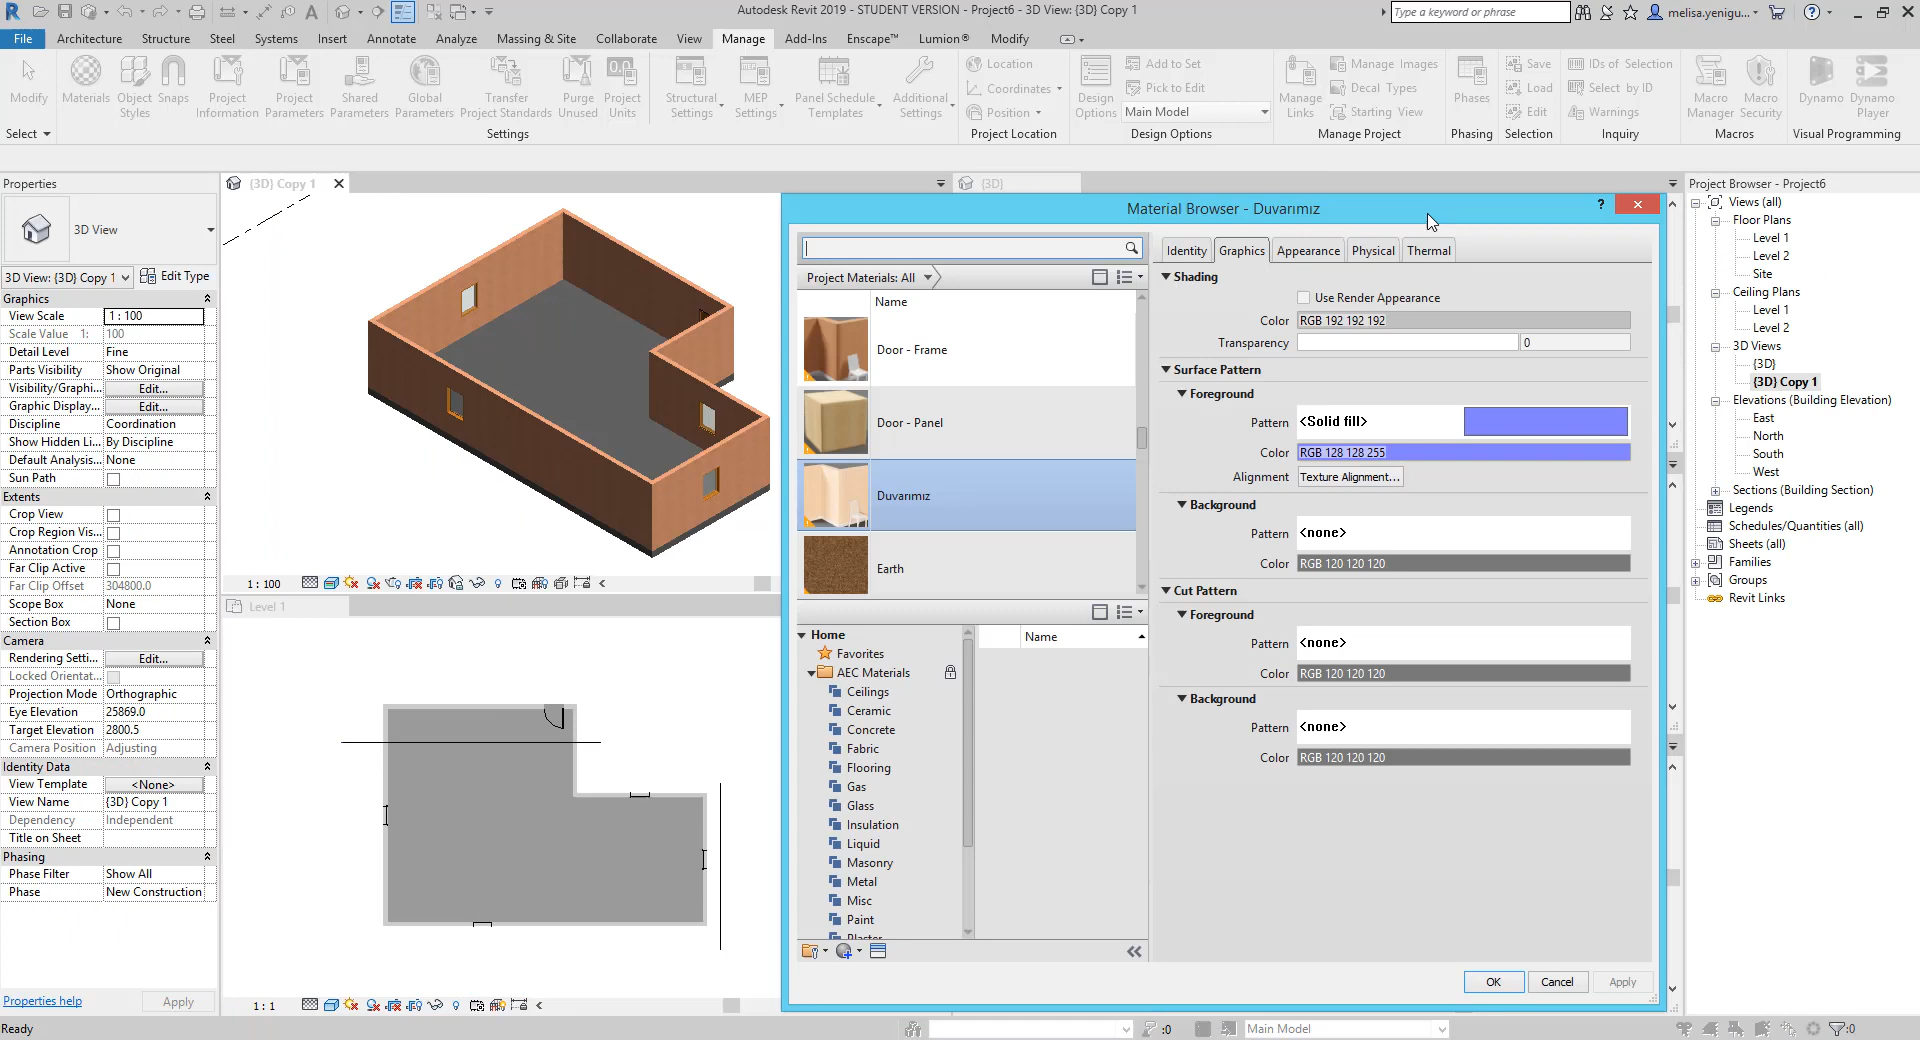 Autodesk Revit 2019 - STUDENT VERSION - Project6 - 3D View: {3D} Copy 1
Type a keyword or phrase
melisa.yenigu...
File Architecture Structure Steel Systems Insert Annotate Analyze Massing & Site Collaborate View Manage Add-Ins Enscape™ Lumion® Modify
Modify
Materials
Object Styles
Snaps
Project Information
Project Parameters
Shared Parameters
Global Parameters
Transfer Project Standards
Purge Unused
Project Units
Structural Settings
MEP Settings
Panel Schedule Templates
Additional Settings
Location
Coordinates
Position
Design Options
Add to Set
Pick to Edit
Main Model
Manage Links
Manage Images
Decal Types
Starting View
Phases
Save
Load
Edit
IDs of Selection
Select by ID
Warnings
Macro Manager
Macro Security
Dynamo
Dynamo Player
Select
Settings
Project Location
Design Options
Manage Project
Phasing
Selection
Inquiry
Macros
Visual Programming
Properties
3D View
3D View: {3D} Copy 1
Edit Type
Graphics
View Scale 1 : 100
Scale Value 1: 100
Detail Level Fine
Parts Visibility Show Original
Visibility/Graphi... Edit...
Graphic Display... Edit...
Discipline Coordination
Show Hidden Li... By Discipline
Default Analysis... None
Sun Path
Extents
Crop View
Crop Region Vis...
Annotation Crop
Far Clip Active
Far Clip Offset 304800.0
Scope Box None
Section Box
Camera
Rendering Setti... Edit...
Locked Orientat...
Projection Mode Orthographic
Eye Elevation 25869.0
Target Elevation 2800.5
Camera Position Adjusting
Identity Data
View Template <None>
View Name {3D} Copy 1
Dependency Independent
Title on Sheet
Phasing
Phase Filter Show All
Phase New Construction
Properties help
Apply
{3D} Copy 1
{3D}
1 : 100
Level 1
1 : 1
Material Browser - Duvarımız
?
Project Materials: All
Name
Door - Frame
Door - Panel
Duvarımız
Earth
Home
Favorites
AEC Materials
Ceilings
Ceramic
Concrete
Fabric
Flooring
Gas
Glass
Insulation
Liquid
Masonry
Metal
Misc
Paint
Plaster
Name
Identity Graphics Appearance Physical Thermal
Shading
Use Render Appearance
Color RGB 192 192 192
Transparency 0
Surface Pattern
Foreground
Pattern <Solid fill>
Color RGB 128 128 255
Alignment Texture Alignment...
Background
Pattern <none>
Color RGB 120 120 120
Cut Pattern
Foreground
Pattern <none>
Color RGB 120 120 120
Background
Pattern <none>
Color RGB 120 120 120
OK Cancel Apply
Project Browser - Project6
Views (all)
Floor Plans
Level 1
Level 2
Site
Ceiling Plans
Level 1
Level 2
3D Views
{3D}
{3D} Copy 1
Elevations (Building Elevation)
East
North
South
West
Sections (Building Section)
Legends
Schedules/Quantities (all)
Sheets (all)
Families
Groups
Revit Links
Ready
:0
Main Model
:0